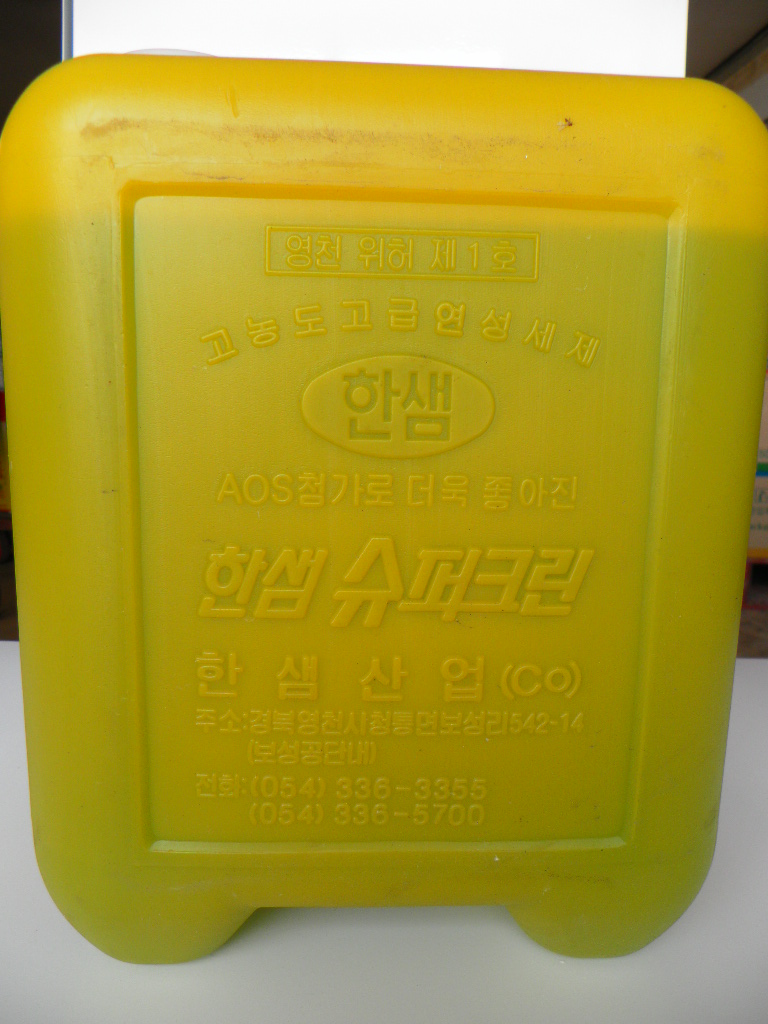 영천 위허 제 1 호
고농도고급연성세제
한샘
AOS첨가로 더욱 좋아진
한샘 슈퍼크린
한 샘 산 업 (CO)
주소:경북영천시청통면보성리542-14
(보성공단내)
전화:(054) 336-3355
(054) 336-5700